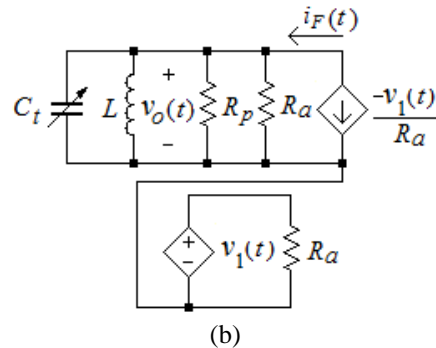 i_F(t)
C_t L + v_o(t) − R_p R_a -v_1(t)/R_a
+ − v_1(t) R_a
(b)